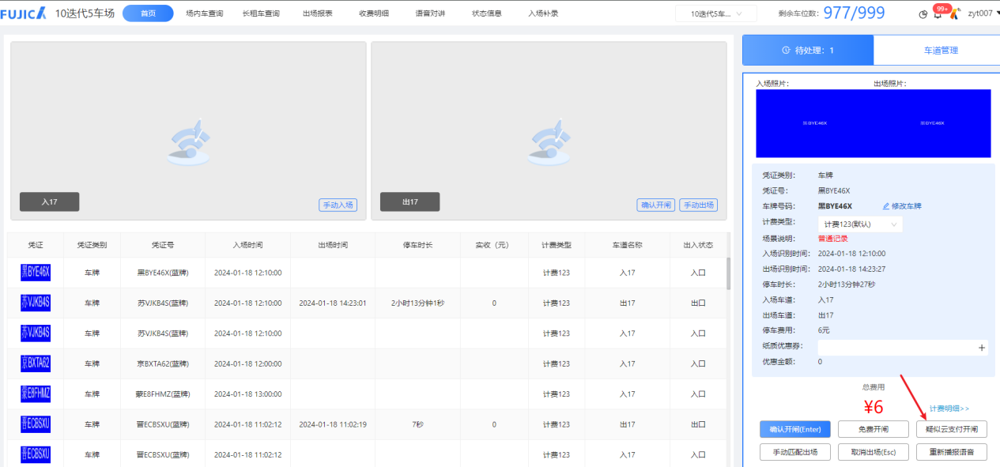 FUJICA 10迭代5车场 首页 场内车查询 长租车查询 出场报表 收费明细 语音对讲 状态信息 入场补录 10迭代5车... 剩余车位数: 977/999 99+ zyt007
待处理: 1 车道管理
入17 手动入场
出17 确认开闸 手动出场
凭证 凭证类别 凭证号 入场时间 出场时间 停车时长 实收（元） 计费类型 车道名称 出入状态
黑BYE46X 车牌 黑BYE46X(蓝牌) 2024-01-18 12:10:00 计费123 入17 入口
苏VJKB4S 车牌 苏VJKB4S(蓝牌) 2024-01-18 12:10:00 2024-01-18 14:23:01 2小时13分钟1秒 0 计费123 出17 出口
苏VJKB4S 车牌 苏VJKB4S(蓝牌) 2024-01-18 12:10:00 计费123 入17 入口
京BXTA62 车牌 京BXTA62(蓝牌) 2024-01-18 12:00:00 计费123 入17 入口
蒙E8FHMZ 车牌 蒙E8FHMZ(蓝牌) 2024-01-18 13:00:00 计费123 入17 入口
晋ECBSXU 车牌 晋ECBSXU(蓝牌) 2024-01-18 11:02:12 2024-01-18 11:02:19 7秒 0 计费123 出17 出口
晋ECBSXU 车牌 晋ECBSXU(蓝牌) 2024-01-18 11:02:12 计费123 入17 入口
入场照片: 出场照片:
黑BYE46X 黑BYE46X
凭证类别: 车牌
凭证号: 黑BYE46X
车牌号码: 黑BYE46X 修改车牌
计费类型: 计费123(默认)
场景说明: 普通记录
入场识别时间: 2024-01-18 12:10:00
出场识别时间: 2024-01-18 14:23:27
停车时长: 2小时13分钟27秒
入场车道: 入17
出场车道: 出17
停车费用: 6元
纸质优惠券: +
优惠金额: 0
总费用
¥6 计费明细>>
确认开闸(Enter) 免费开闸 疑似云支付开闸
手动匹配出场 取消出场(Esc) 重新播报语音